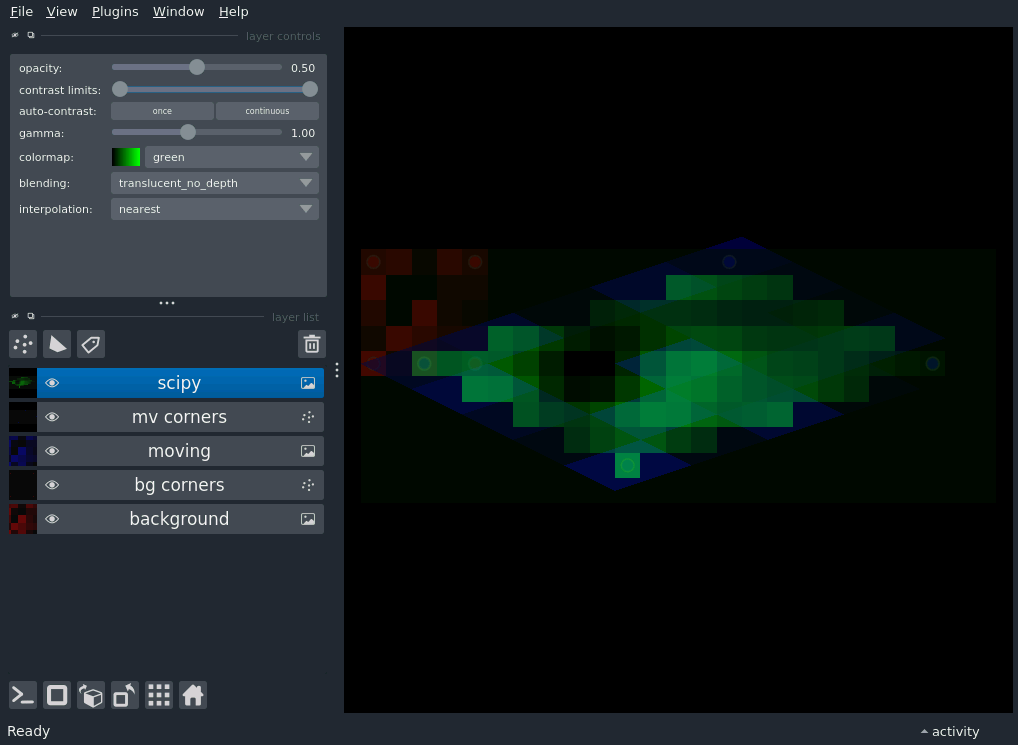 File View Plugins Window Help
layer controls
opacity: 0.50
contrast limits:
auto-contrast: once continuous
gamma: 1.00
colormap: green
blending: translucent_no_depth
interpolation: nearest
layer list
scipy
mv corners
moving
bg corners
background
Ready
activity